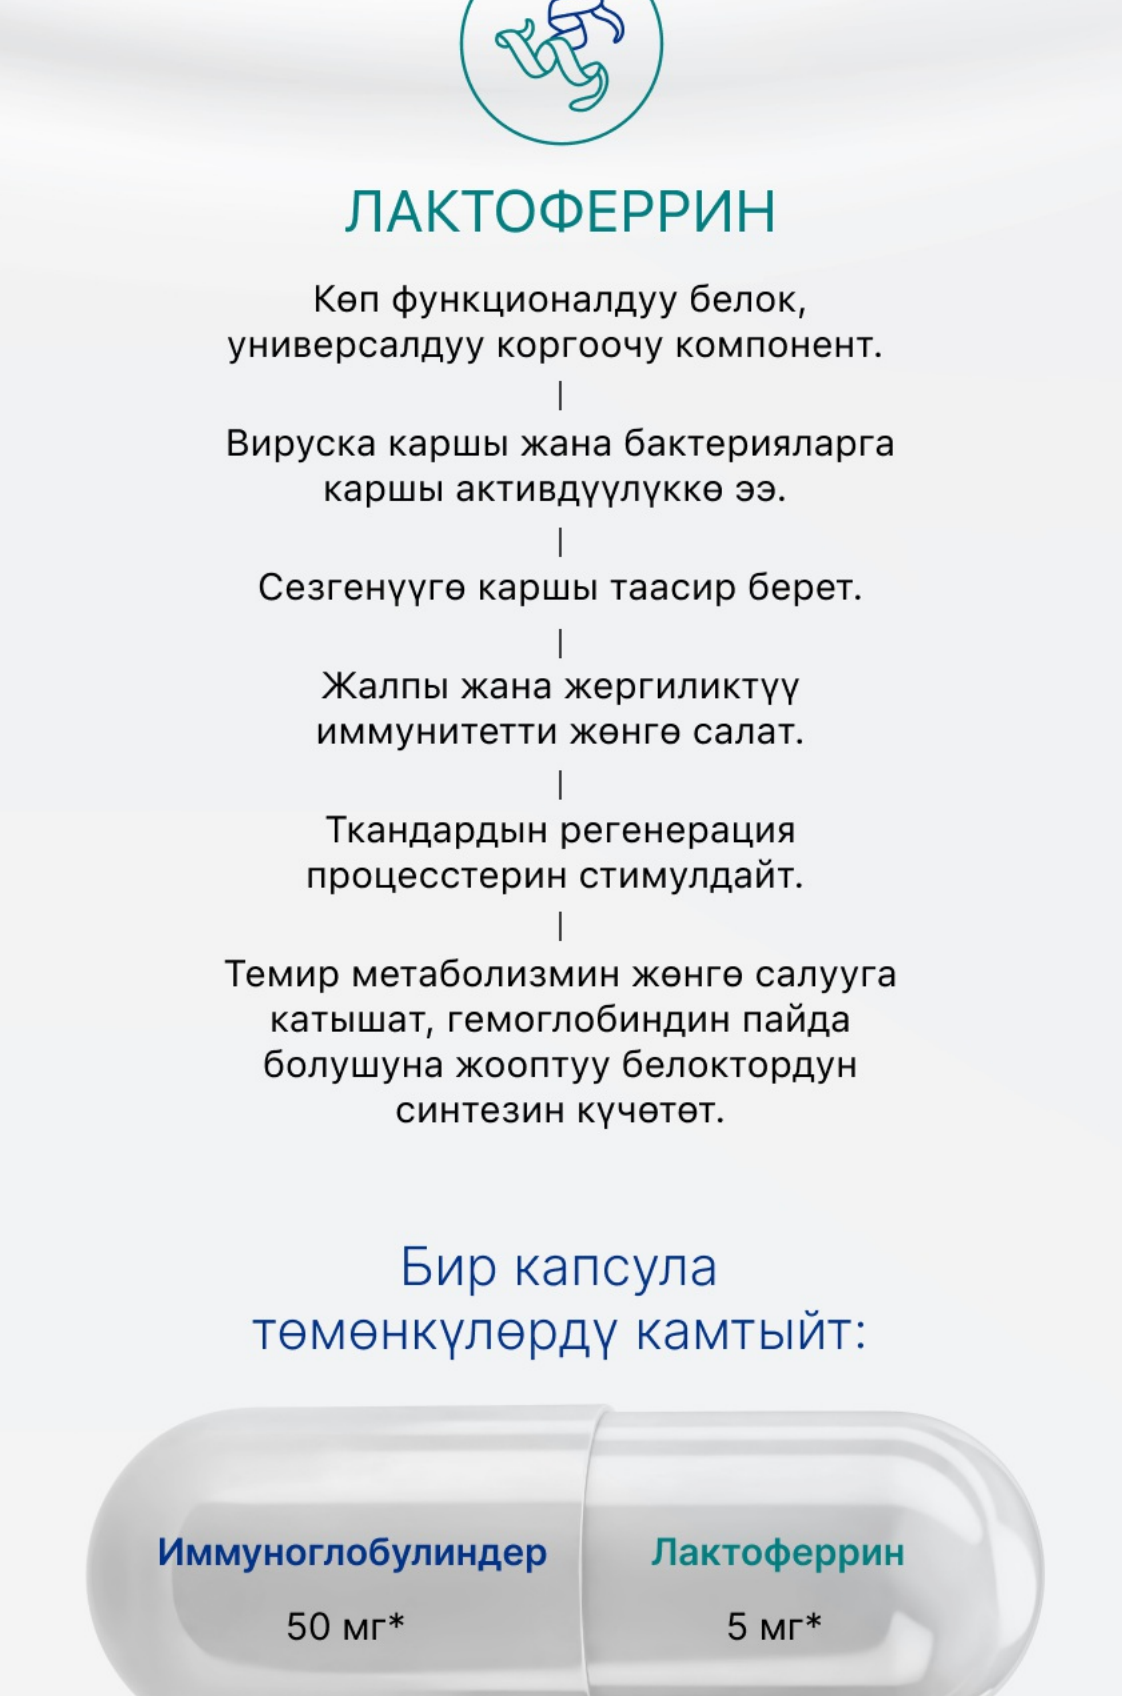 ЛАКТОФЕРРИН
Көп функционалдуу белок,
универсалдуу коргоочу компонент.
Вируска каршы жана бактерияларга
каршы активдүүлүккө ээ.
Сезгенүүгө каршы таасир берет.
Жалпы жана жергиликтүү
иммунитетти жөнгө салат.
Ткандардын регенерация
процесстерин стимулдайт.
Темир метаболизмин жөнгө салууга
катышат, гемоглобиндин пайда
болушуна жооптуу белоктордун
синтезин күчөтөт.
Бир капсула
төмөнкүлөрдү камтыйт:
Иммуноглобулиндер
50 мг*
Лактоферрин
5 мг*